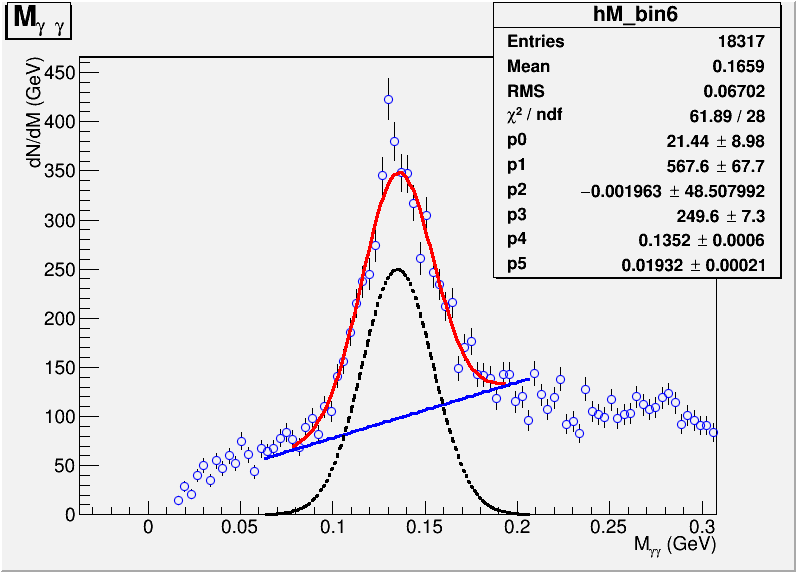 M_γγ
hM_bin6
Entries 18317
Mean 0.1659
RMS 0.06702
χ² / ndf 61.89 / 28
p0 21.44 ± 8.98
p1 567.6 ± 67.7
p2 −0.001963 ± 48.507992
p3 249.6 ± 7.3
p4 0.1352 ± 0.0006
p5 0.01932 ± 0.00021
dN/dM (GeV)
450
400
350
300
250
200
150
100
50
0
0 0.05 0.1 0.15 0.2 0.25 0.3
M_γγ (GeV)